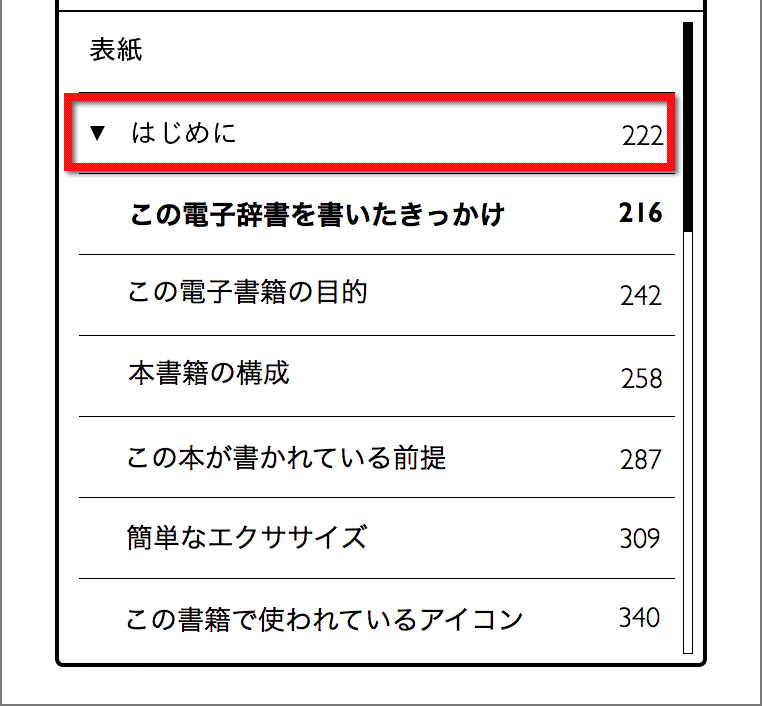 表紙
▼ はじめに 222
この電子辞書を書いたきっかけ 216
この電子書籍の目的 242
本書籍の構成 258
この本が書かれている前提 287
簡単なエクササイズ 309
この書籍で使われているアイコン 340